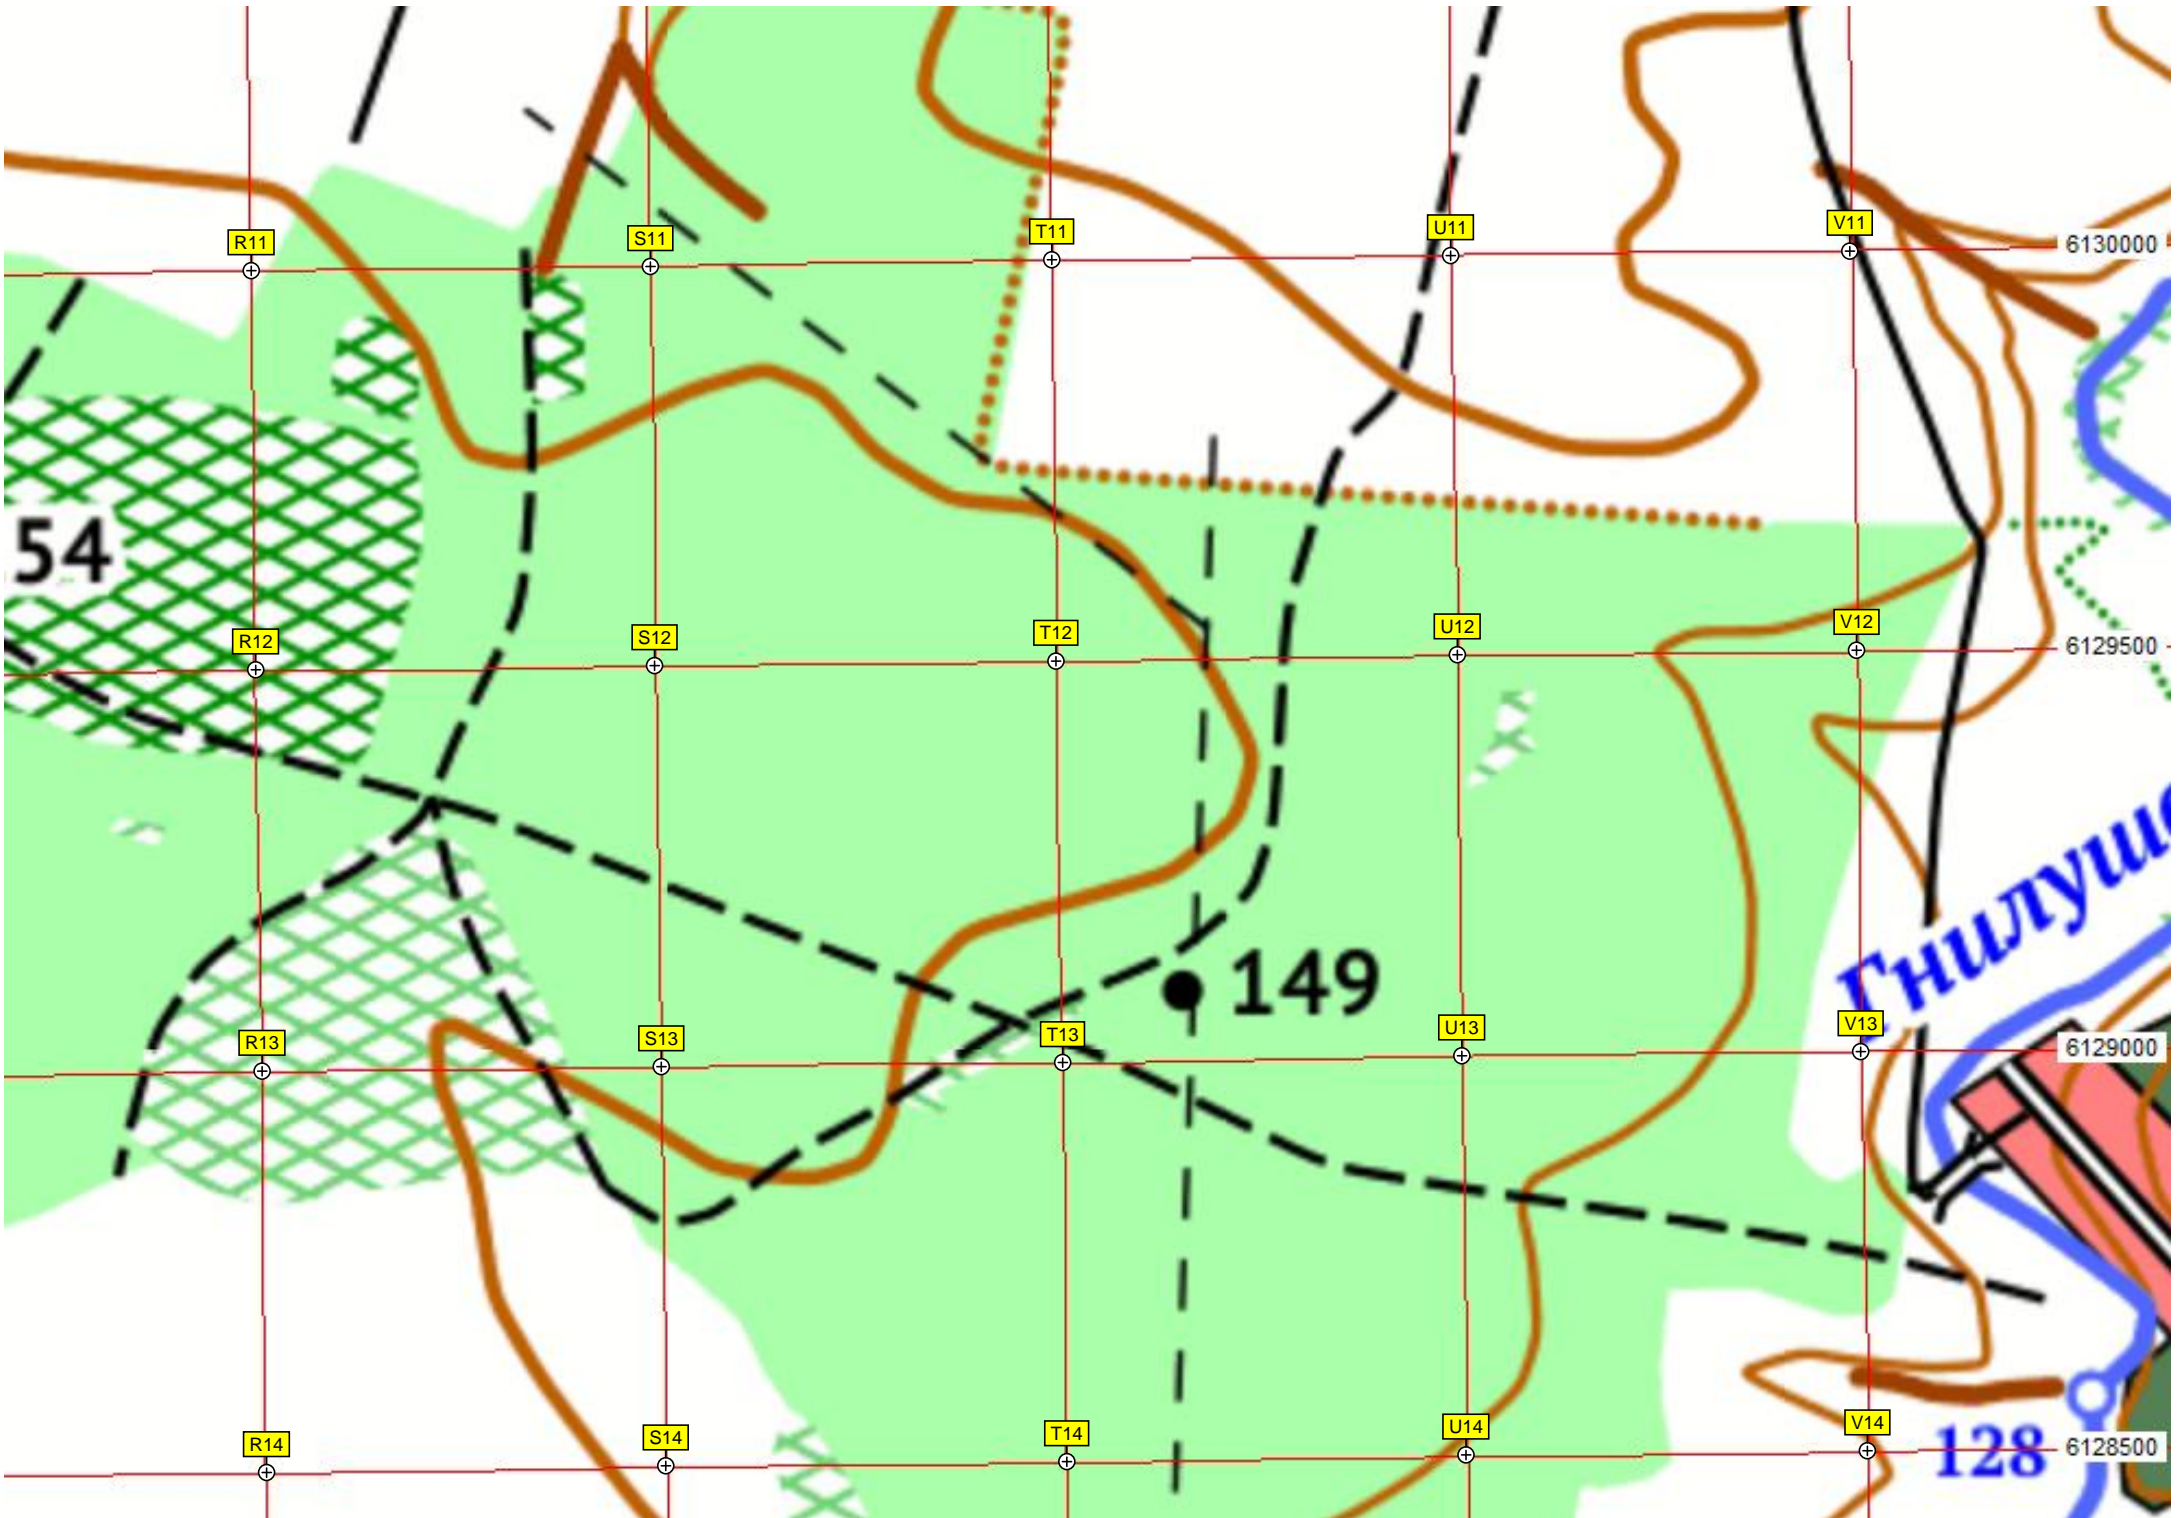 R11 S11 T11 U11 V11 6130000
54
R12 S12 T12 U12 V12 6129500
149
R13 S13 T13 U13 V13 6129000
R14 S14 T14 U14 V14 6128500
128